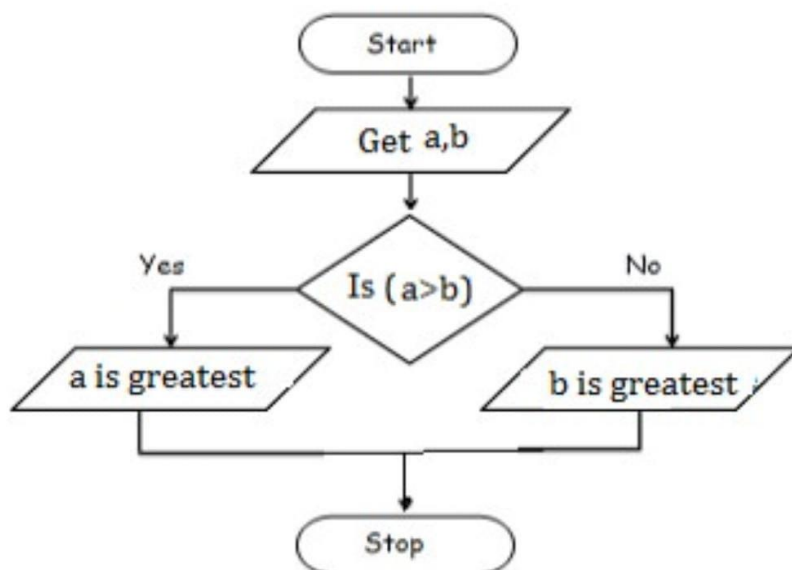 Start
Get a,b
Yes
Is (a>b)
No
a is greatest
b is greatest
Stop